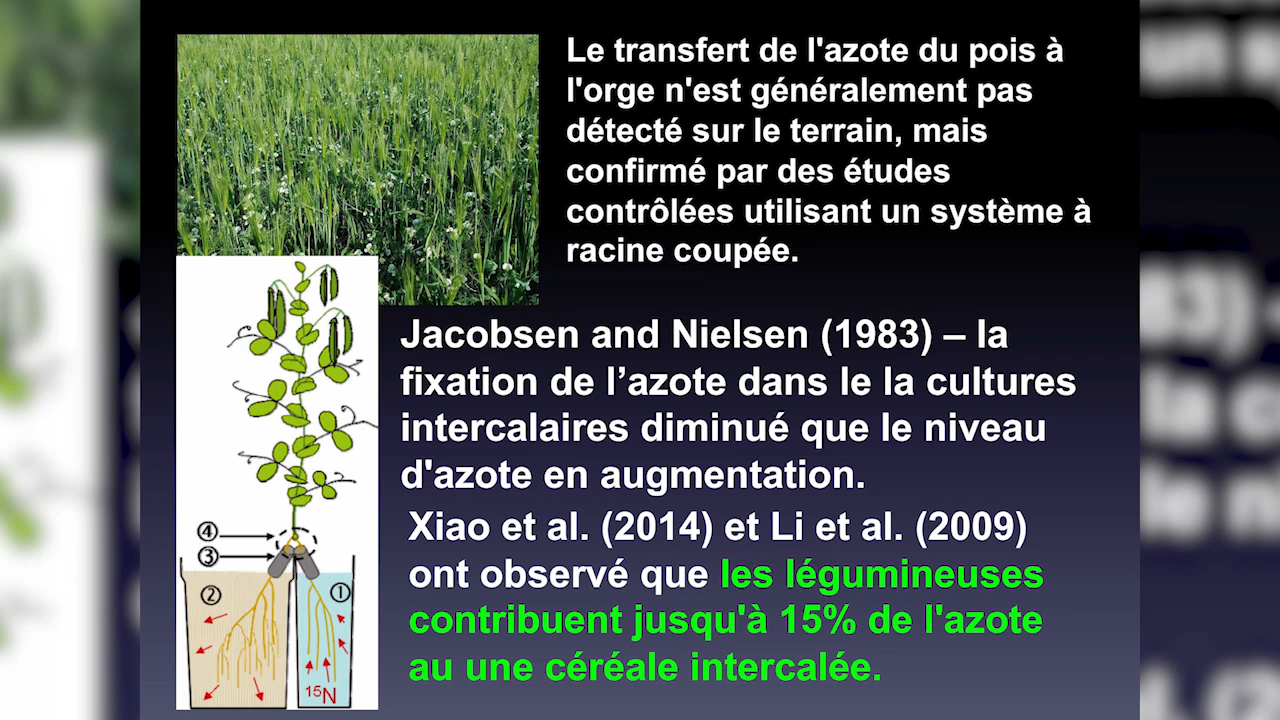 Le transfert de l'azote du pois à
l'orge n'est généralement pas
détecté sur le terrain, mais
confirmé par des études
contrôlées utilisant un système à
racine coupée.
Jacobsen and Nielsen (1983) – la
fixation de l’azote dans le la cultures
intercalaires diminué que le niveau
d'azote en augmentation.
Xiao et al. (2014) et Li et al. (2009)
ont observé que les légumineuses
contribuent jusqu'à 15% de l'azote
au une céréale intercalée.
④
③
②
①
15N